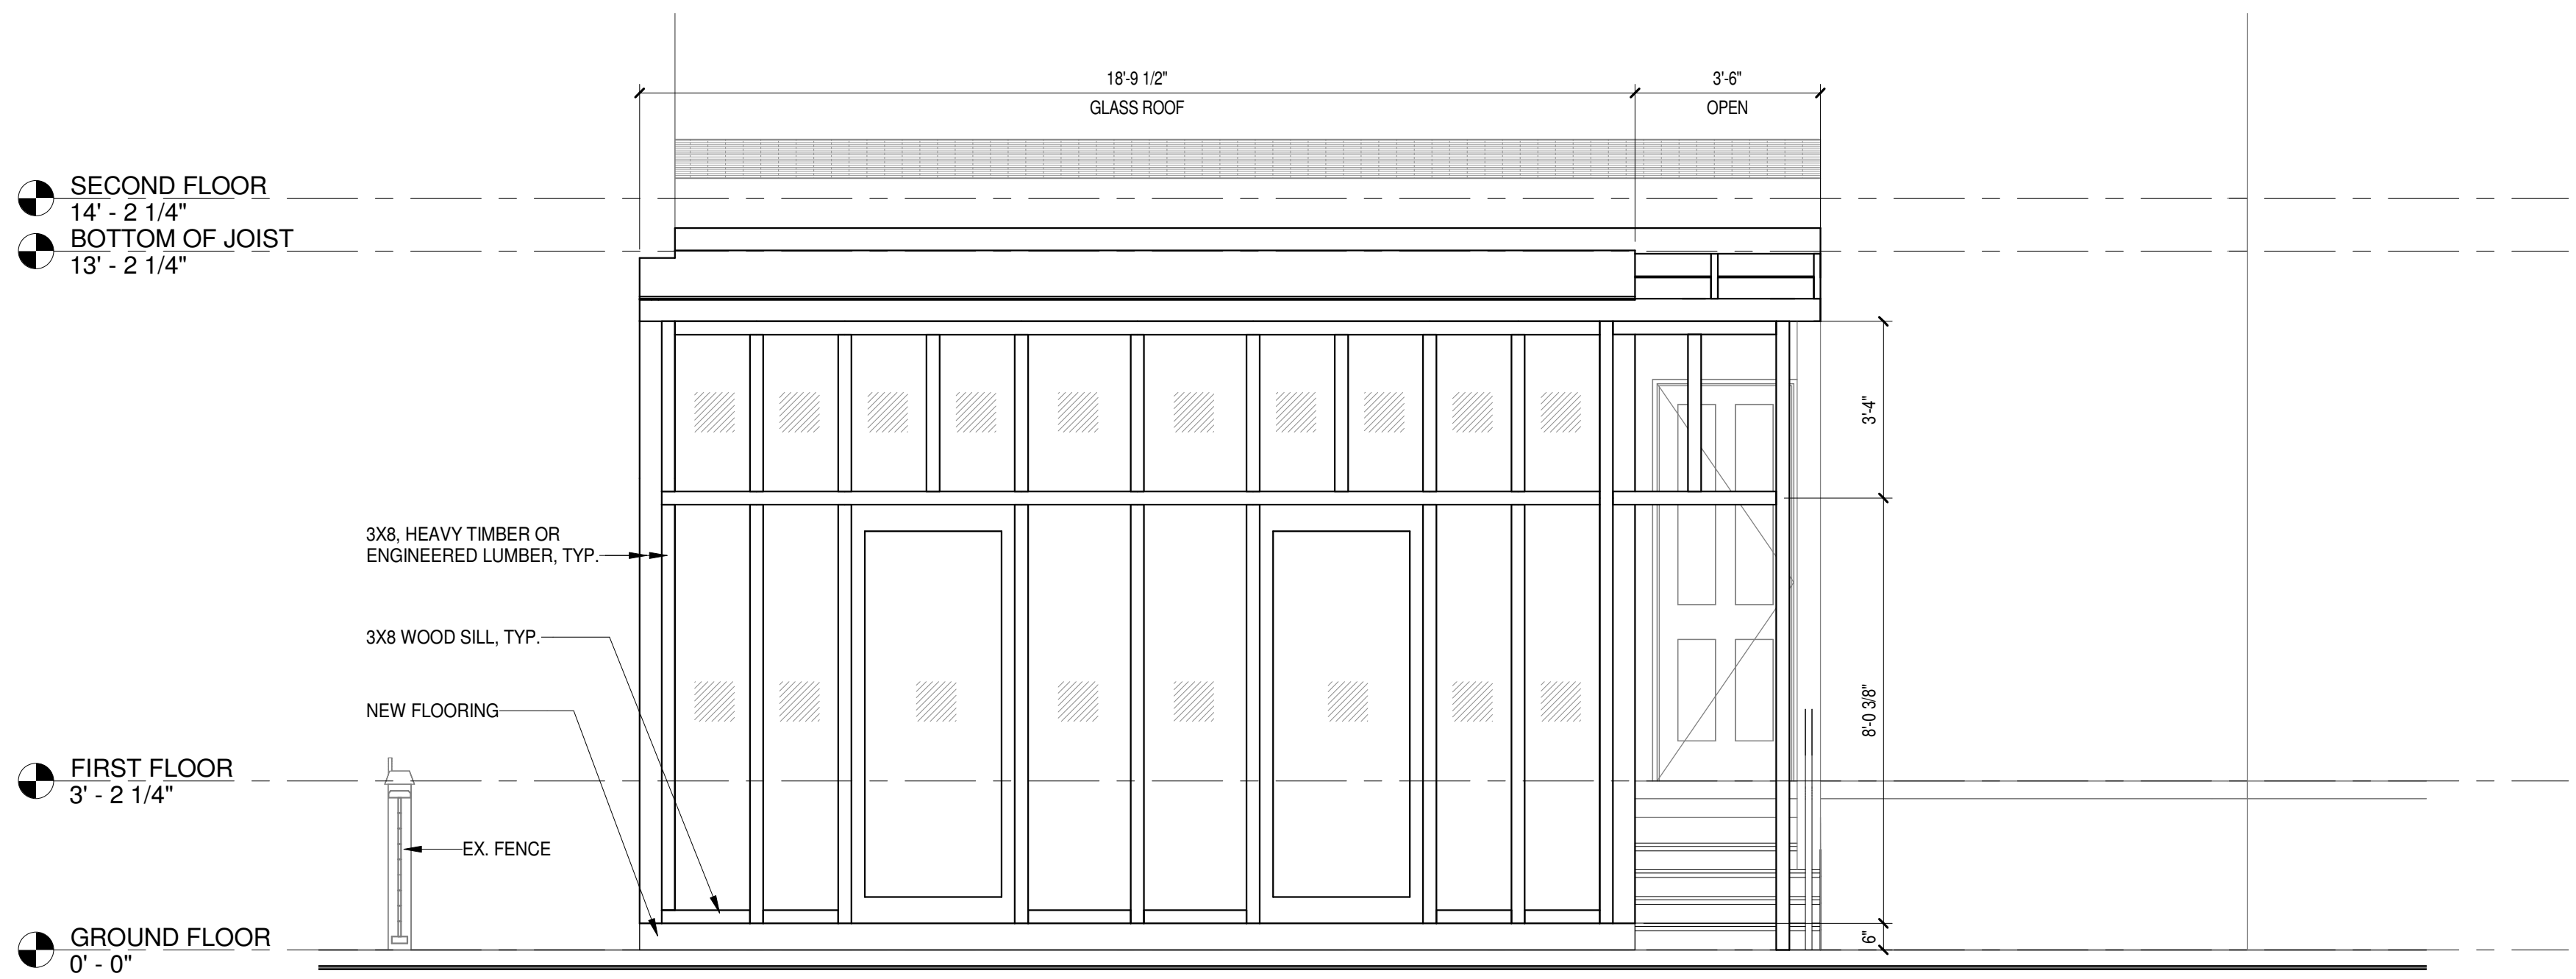 18'-9 1/2"
GLASS ROOF
3'-6"
OPEN
SECOND FLOOR
14' - 2 1/4"
BOTTOM OF JOIST
13' - 2 1/4"
3'-4"
3X8, HEAVY TIMBER OR
ENGINEERED LUMBER, TYP.
3X8 WOOD SILL, TYP.
NEW FLOORING
8'-0 3/8"
FIRST FLOOR
3' - 2 1/4"
EX. FENCE
GROUND FLOOR
0' - 0"
6"